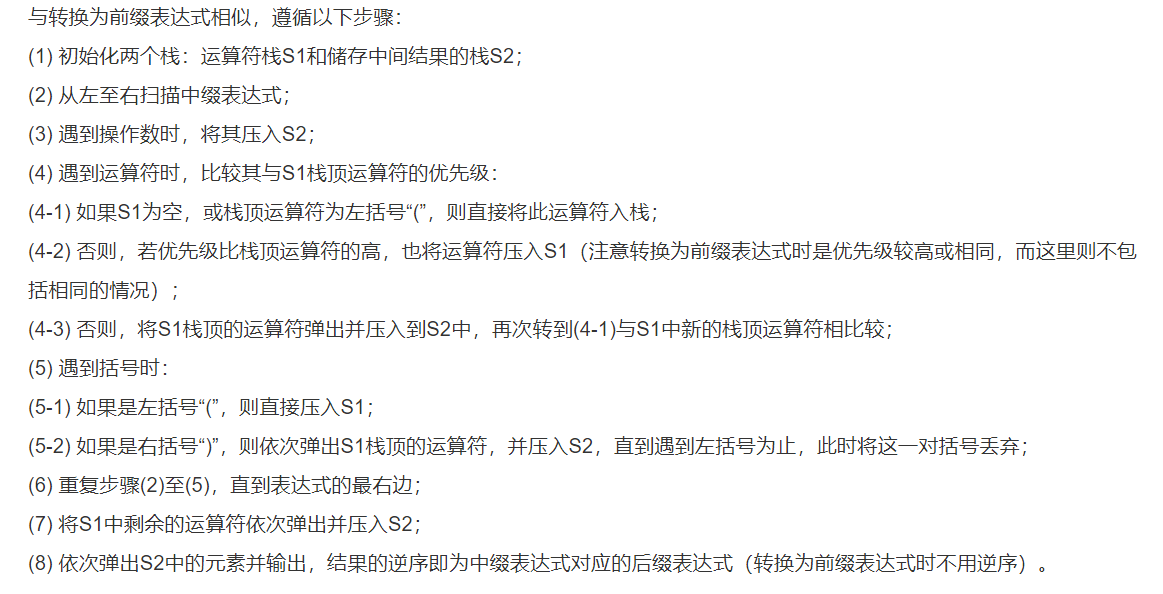 与转换为前缀表达式相似，遵循以下步骤：
(1) 初始化两个栈：运算符栈S1和储存中间结果的栈S2；
(2) 从左至右扫描中缀表达式；
(3) 遇到操作数时，将其压入S2；
(4) 遇到运算符时，比较其与S1栈顶运算符的优先级：
(4-1) 如果S1为空，或栈顶运算符为左括号“(”，则直接将此运算符入栈；
(4-2) 否则，若优先级比栈顶运算符的高，也将运算符压入S1（注意转换为前缀表达式时是优先级较高或相同，而这里则不包
括相同的情况）；
(4-3) 否则，将S1栈顶的运算符弹出并压入到S2中，再次转到(4-1)与S1中新的栈顶运算符相比较；
(5) 遇到括号时：
(5-1) 如果是左括号“(”，则直接压入S1；
(5-2) 如果是右括号“)”，则依次弹出S1栈顶的运算符，并压入S2，直到遇到左括号为止，此时将这一对括号丢弃；
(6) 重复步骤(2)至(5)，直到表达式的最右边；
(7) 将S1中剩余的运算符依次弹出并压入S2；
(8) 依次弹出S2中的元素并输出，结果的逆序即为中缀表达式对应的后缀表达式（转换为前缀表达式时不用逆序）。